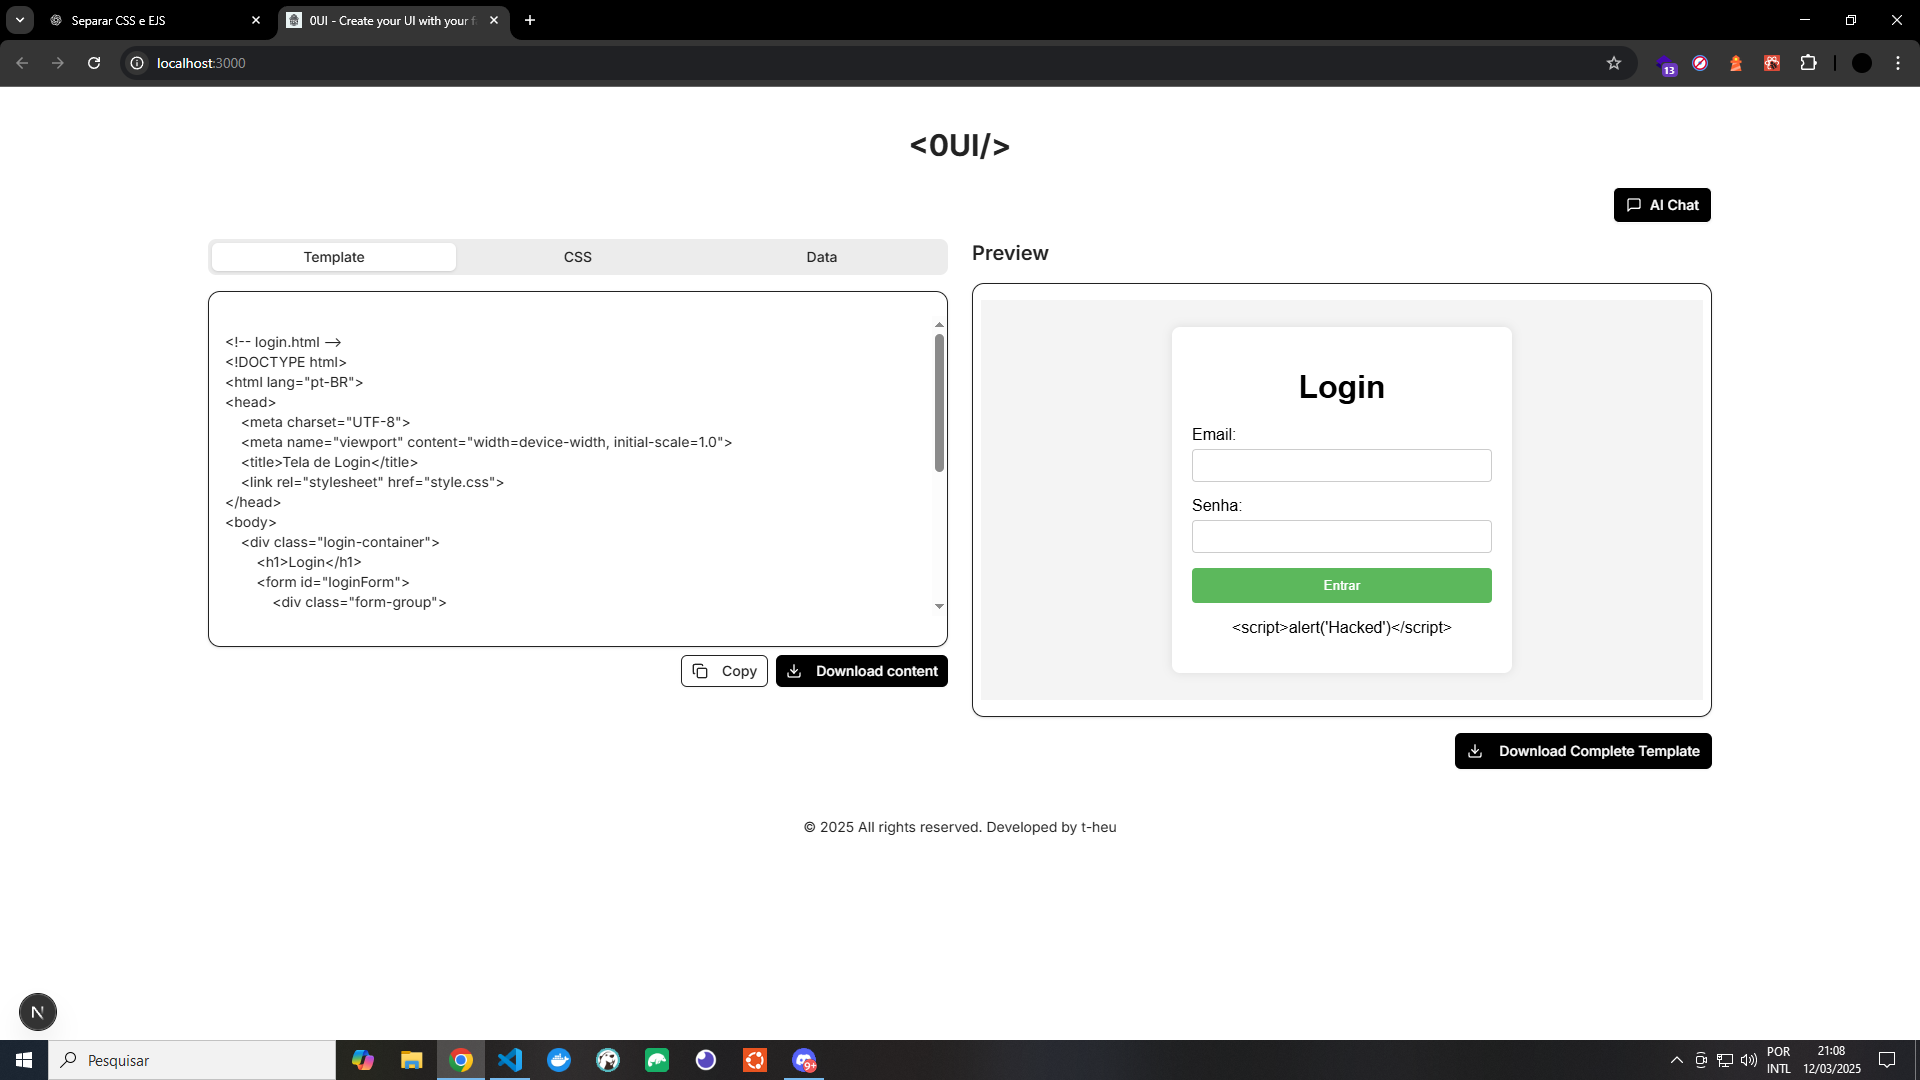 Separar CSS e EJS
0UI - Create your UI with your f
localhost:3000
13
<0UI/>
AI Chat
Template
CSS
Data
<!-- login.html -->
<!DOCTYPE html>
<html lang="pt-BR">
<head>
<meta charset="UTF-8">
<meta name="viewport" content="width=device-width, initial-scale=1.0">
<title>Tela de Login</title>
<link rel="stylesheet" href="style.css">
</head>
<body>
<div class="login-container">
<h1>Login</h1>
<form id="loginForm">
<div class="form-group">
Copy
Download content
Preview
Login
Email:
Senha:
Entrar
<script>alert('Hacked')</script>
Download Complete Template
© 2025 All rights reserved. Developed by t-heu
N
Pesquisar
9+
POR
INTL
21:08
12/03/2025